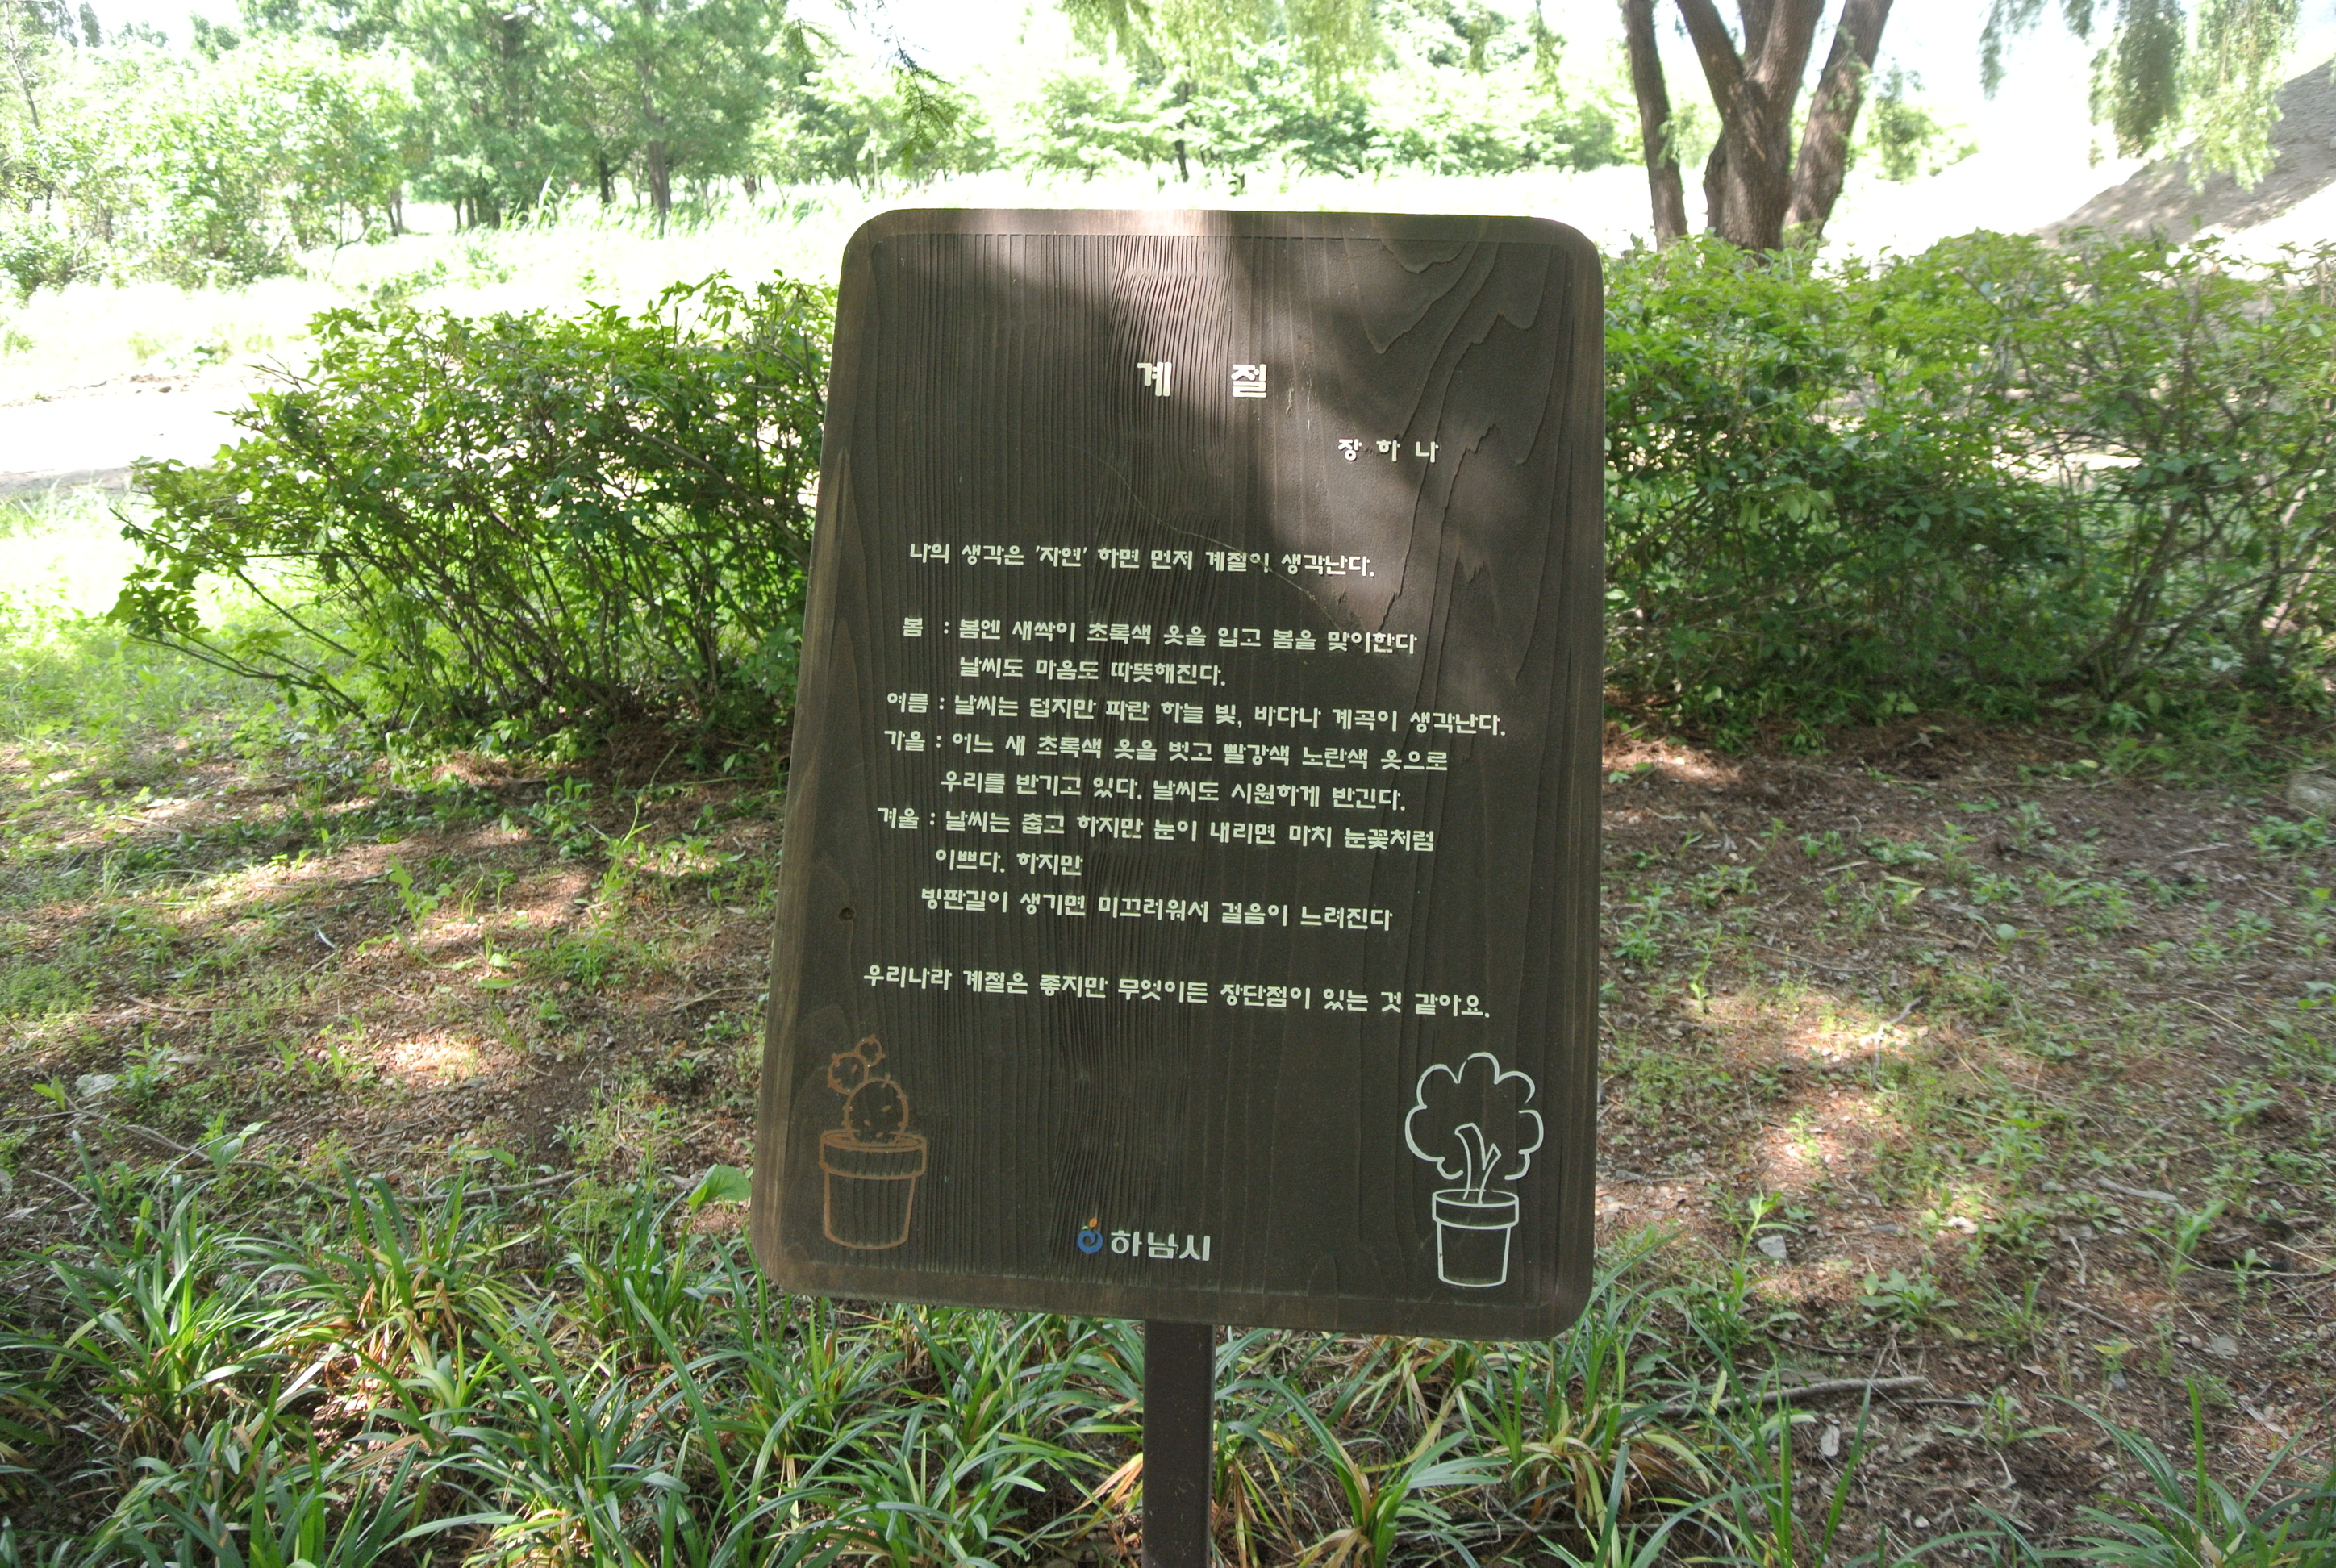 계 절
장 하 나
나의 생각은 '자연' 하면 먼저 계절이 생각난다.
봄 : 봄엔 새싹이 초록색 옷을 입고 봄을 맞이한다
날씨도 마음도 따뜻해진다.
여름 : 날씨는 덥지만 파란 하늘 빛, 바다나 계곡이 생각난다.
가을 : 어느 새 초록색 옷을 벗고 빨강색 노란색 옷으로
우리를 반기고 있다. 날씨도 시원하게 반긴다.
겨울 : 날씨는 춥고 하지만 눈이 내리면 마치 눈꽃처럼
이쁘다. 하지만
빙판길이 생기면 미끄러워서 걸음이 느려진다
우리나라 계절은 좋지만 무엇이든 장단점이 있는 것 같아요.
하남시